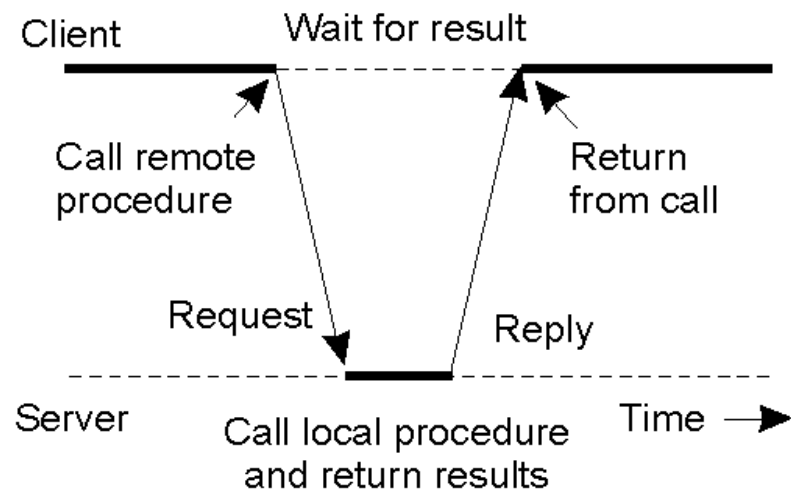 Client
Wait for result
Call remote
procedure
Return
from call
Request
Reply
Server
Call local procedure
and return results
Time